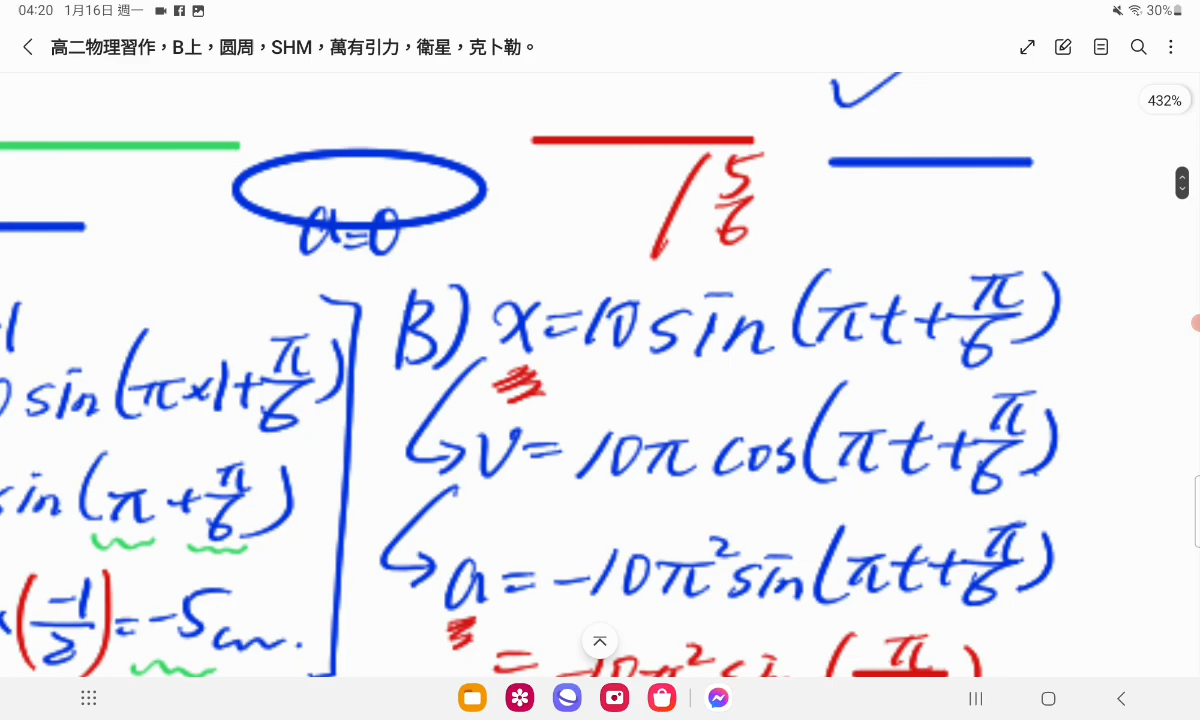 04:20 1月16日 週一
30%
高二物理習作，B上，圓周，SHM，萬有引力，衛星，克卜勒。
432%
5/6
a=0
sin(π×1+π/6)
sin(π+π/6)
(-1/2)=-5cm.
B) x=10sin(πt+π/6)
v=10π cos(πt+π/6)
a=-10π²sin(πt+π/6)